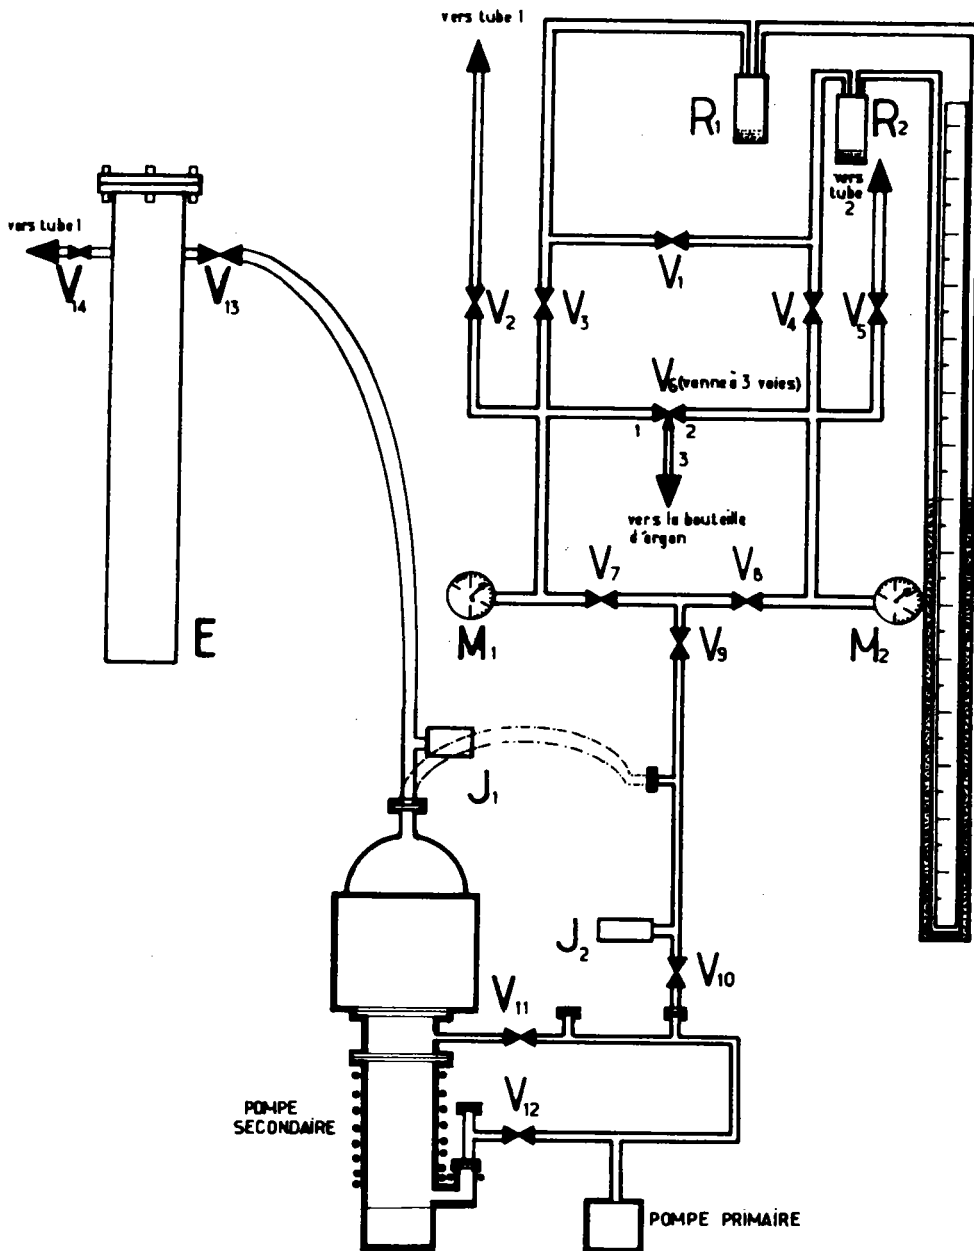 vers tube 1
R1
R2
vers
tube
2
vers tube 1
V14
V13
V1
V2
V3
V4
V5
V6 (vanne à 3 voies)
1
2
3
vers la bouteille
d'argon
V7
V8
M1
V9
M2
E
J1
J2
V10
V11
V12
POMPE
SECONDAIRE
POMPE PRIMAIRE